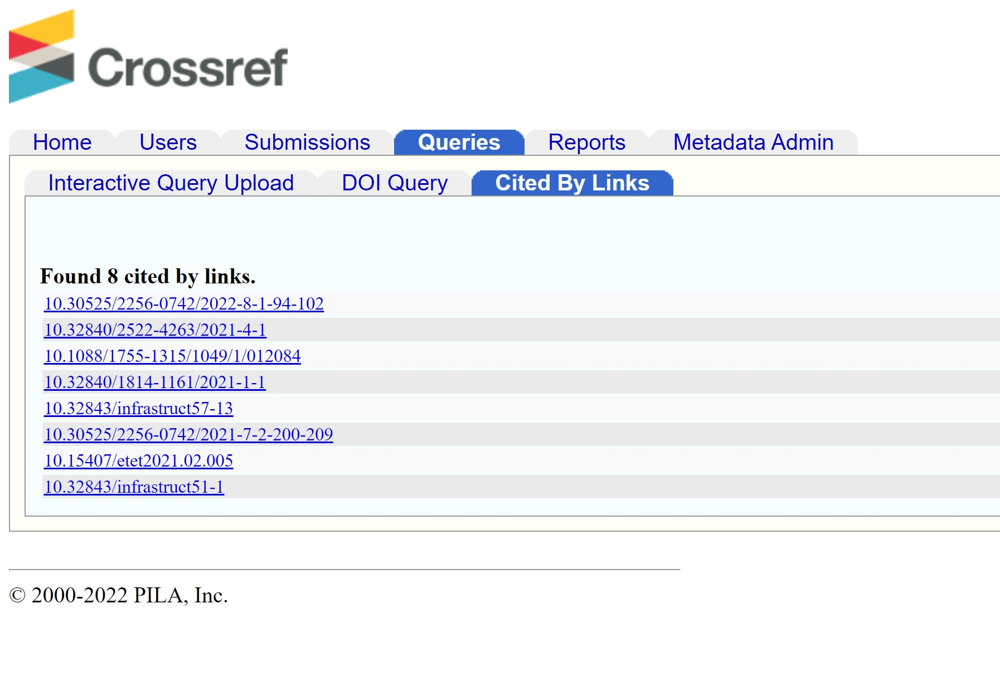 Crossref
Home Users Submissions Queries Reports Metadata Admin
Interactive Query Upload DOI Query Cited By Links
Found 8 cited by links.
10.30525/2256-0742/2022-8-1-94-102
10.32840/2522-4263/2021-4-1
10.1088/1755-1315/1049/1/012084
10.32840/1814-1161/2021-1-1
10.32843/infrastruct57-13
10.30525/2256-0742/2021-7-2-200-209
10.15407/etet2021.02.005
10.32843/infrastruct51-1
© 2000-2022 PILA, Inc.